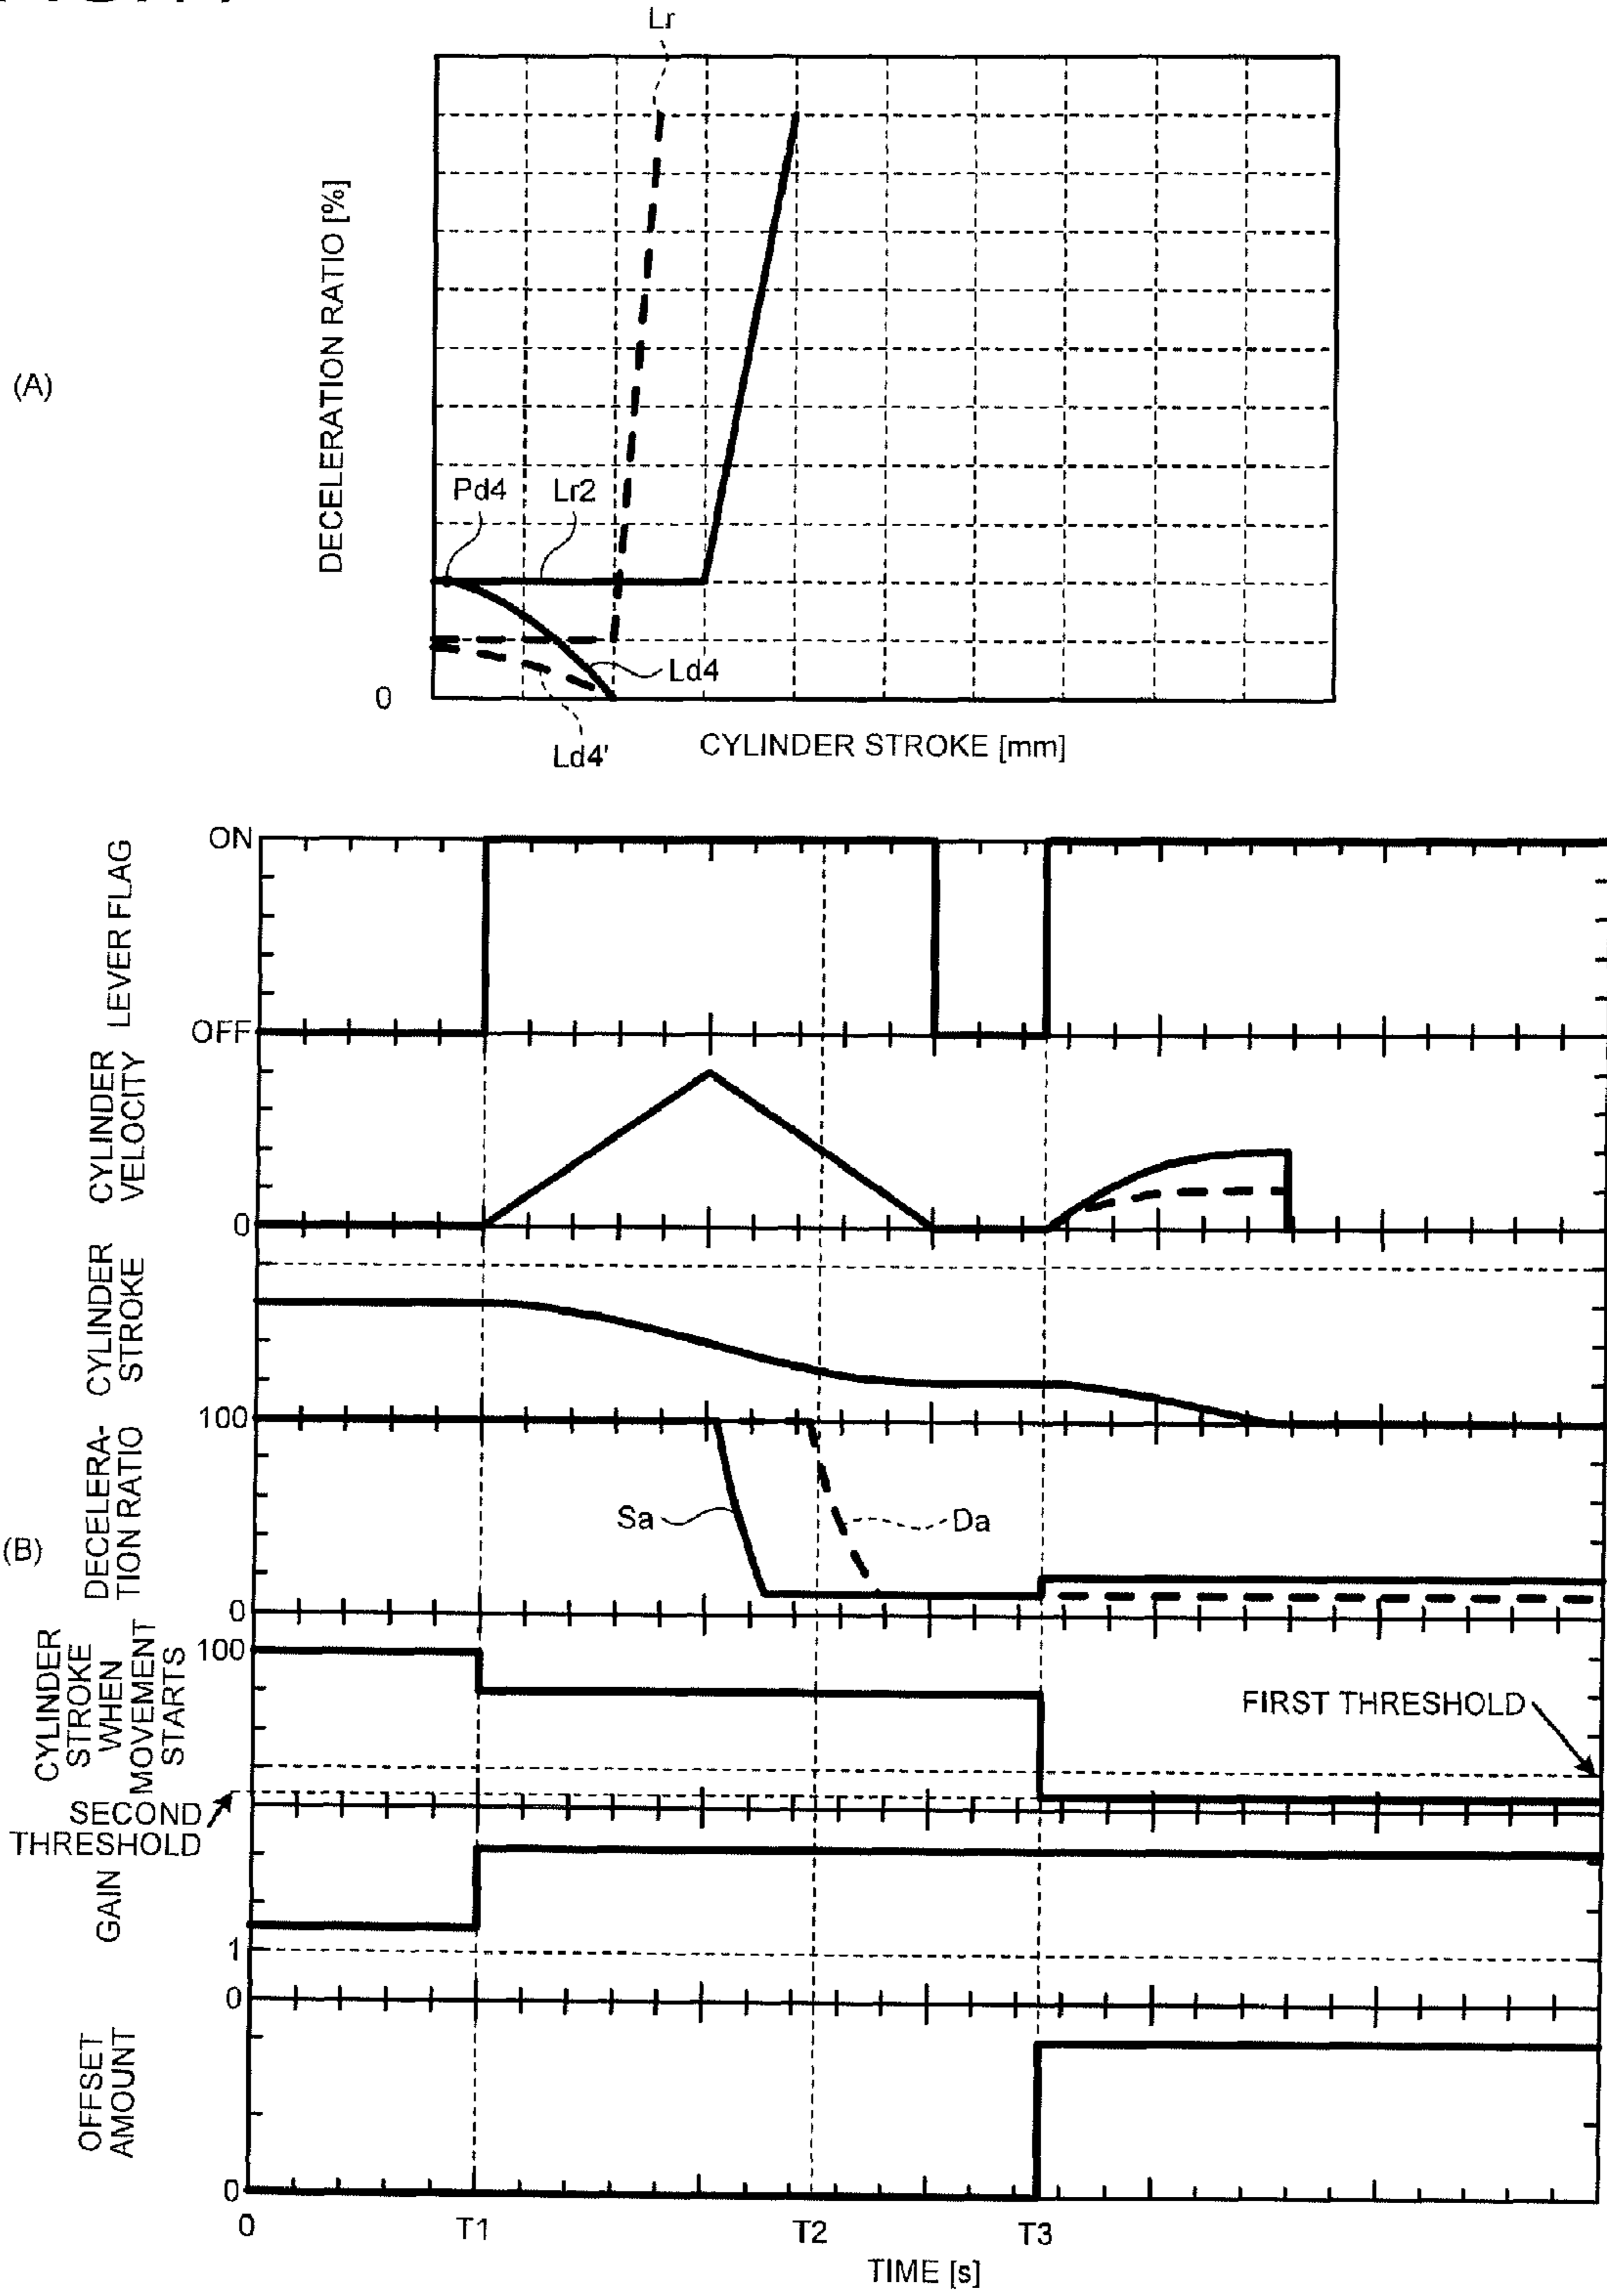 Lr
DECELERATION RATIO [%]
(A)
Pd4
Lr2
Ld4
0
Ld4'
CYLINDER STROKE [mm]
ON
LEVER FLAG
OFF
CYLINDER
VELOCITY
0
CYLINDER
STROKE
100
DECELERA-
TION RATIO
Sa
Da
(B)
0
100
CYLINDER
STROKE
WHEN
MOVEMENT
STARTS
FIRST THRESHOLD
SECOND
THRESHOLD
GAIN
1
0
OFFSET
AMOUNT
0
0
T1
T2
T3
TIME [s]